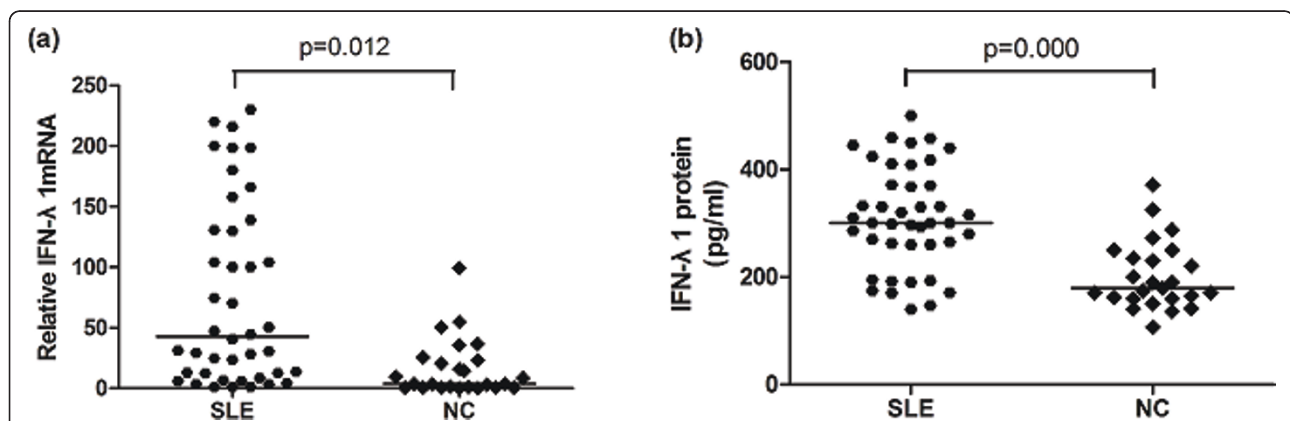 (a)
p=0.012
Relative IFN-λ 1mRNA
250
200
150
100
50
0
SLE
NC
(b)
p=0.000
IFN-λ 1 protein
(pg/ml)
600
400
200
0
SLE
NC